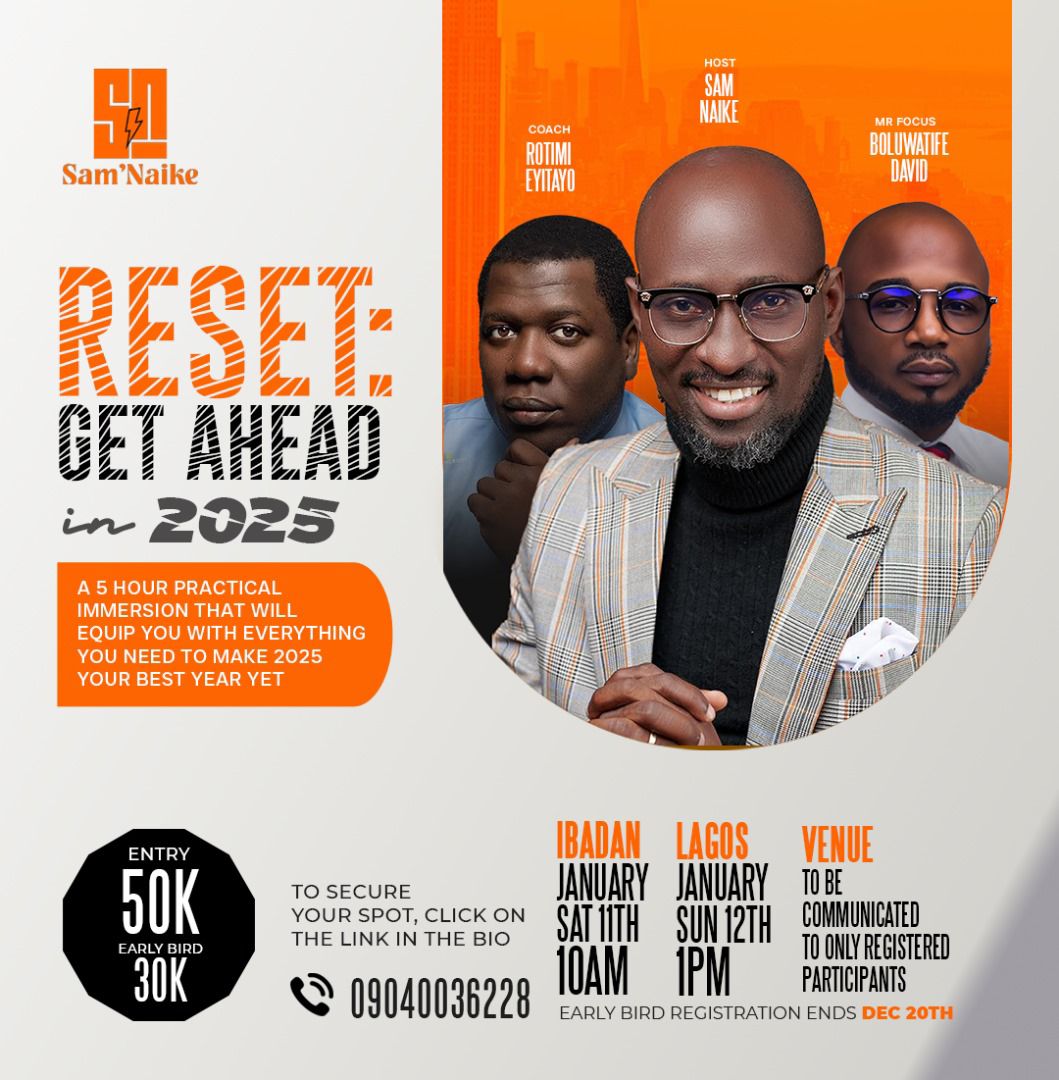 Sam'Naike
HOST
SAM
NAIKE
COACH
ROTIMI
EYITAYO
MR FOCUS
BOLUWATIFE
DAVID
RESET:
GET AHEAD
in 2025
A 5 HOUR PRACTICAL
IMMERSION THAT WILL
EQUIP YOU WITH EVERYTHING
YOU NEED TO MAKE 2025
YOUR BEST YEAR YET
ENTRY
50K
EARLY BIRD
30K
TO SECURE
YOUR SPOT, CLICK ON
THE LINK IN THE BIO
09040036228
IBADAN
JANUARY
SAT 11TH
10AM
LAGOS
JANUARY
SUN 12TH
1PM
VENUE
TO BE
COMMUNICATED
TO ONLY REGISTERED
PARTICIPANTS
EARLY BIRD REGISTRATION ENDS DEC 20TH